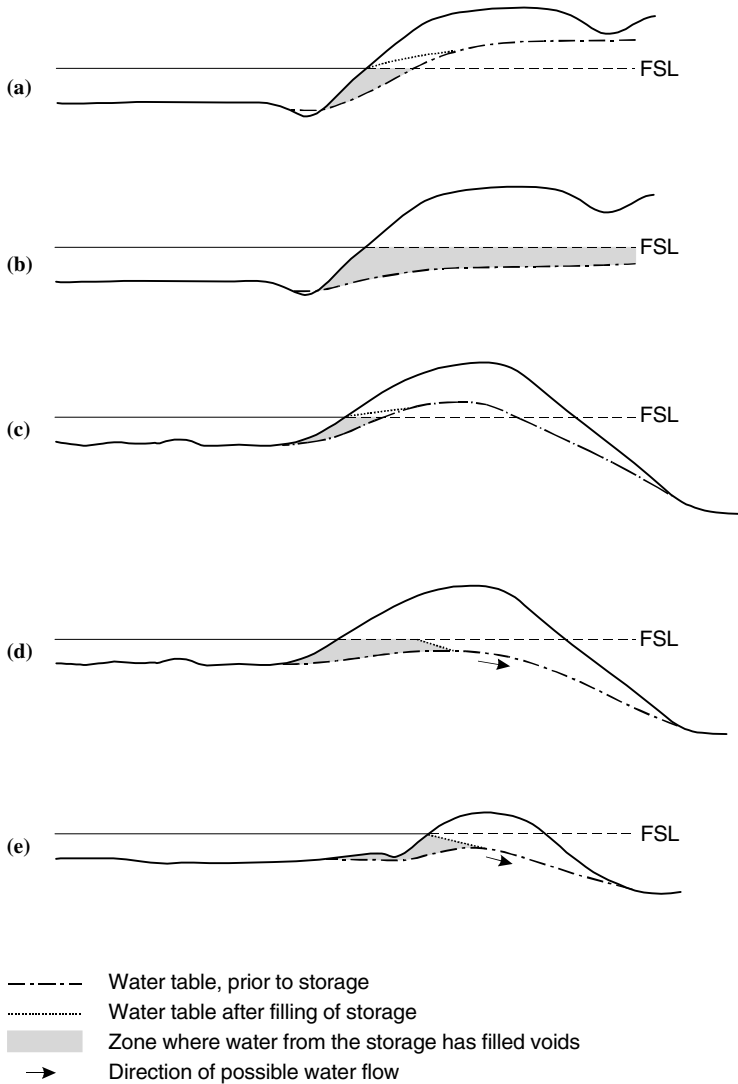 FSL
(a)
FSL
(b)
FSL
(c)
FSL
(d)
FSL
(e)
Water table, prior to storage
Water table after filling of storage
Zone where water from the storage has filled voids
Direction of possible water flow